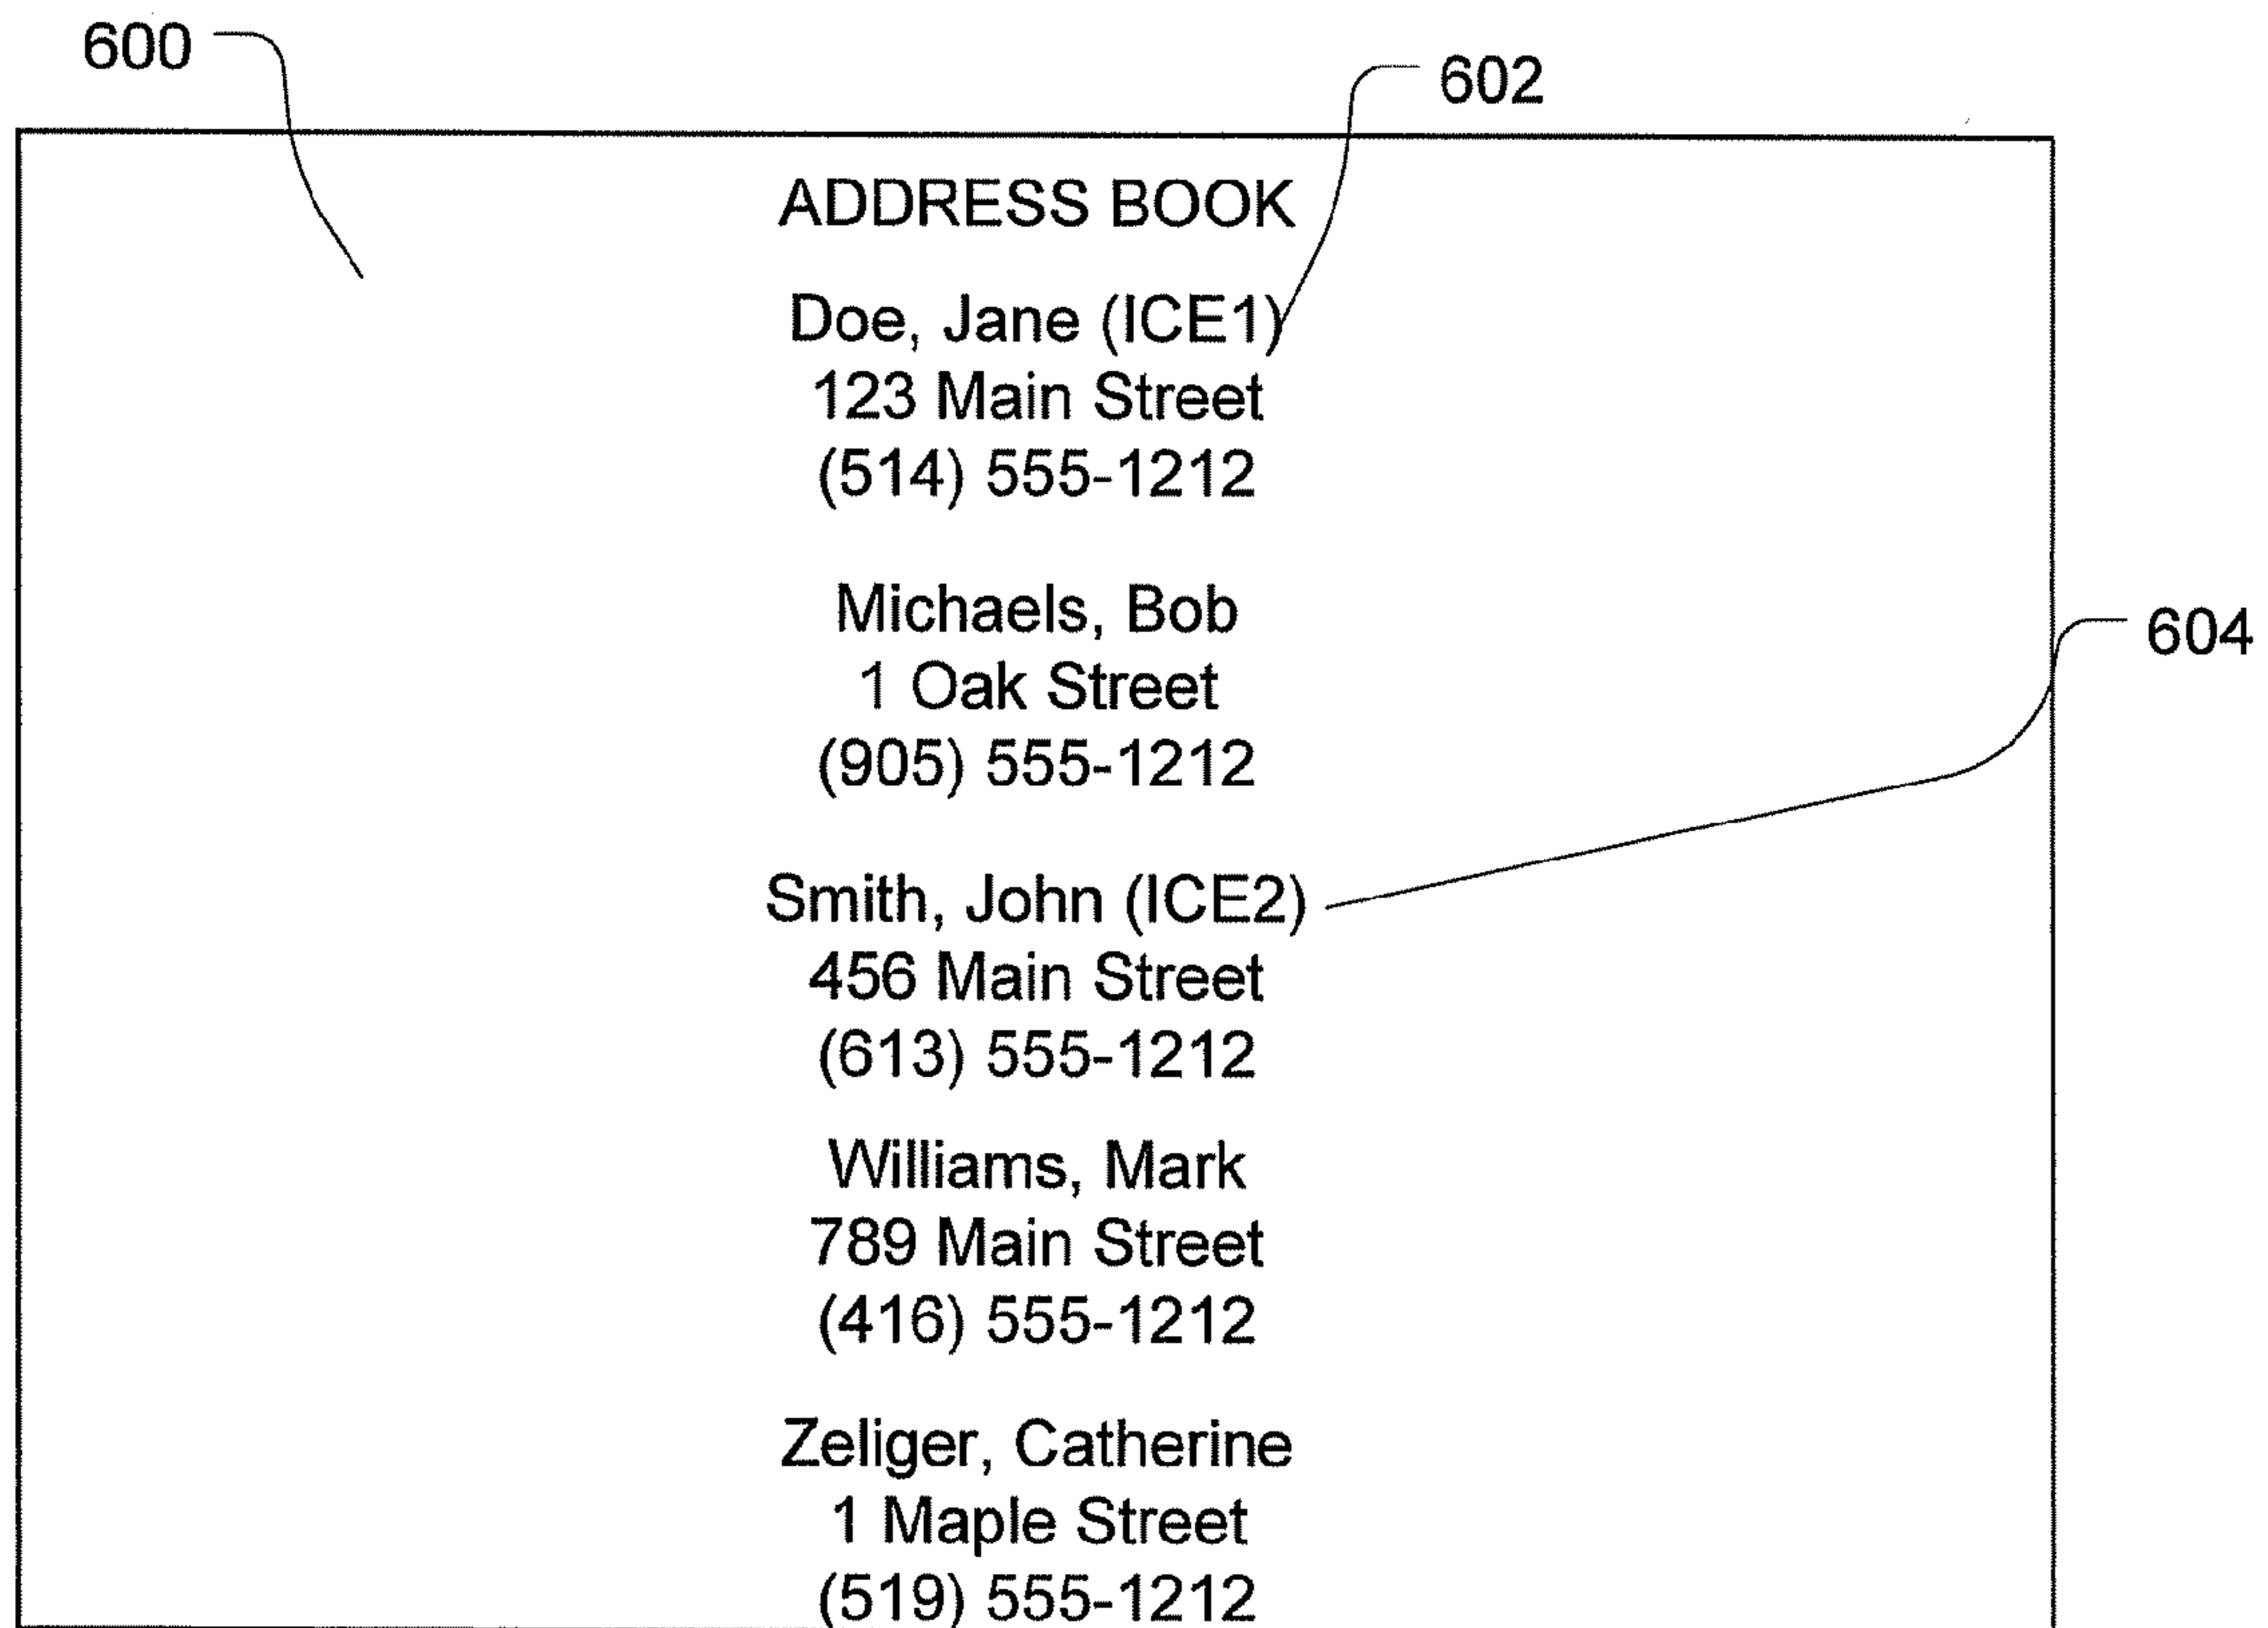 600
602
ADDRESS BOOK
Doe, Jane (ICE1)
123 Main Street
(514) 555-1212
Michaels, Bob
1 Oak Street
(905) 555-1212
604
Smith, John (ICE2)
456 Main Street
(613) 555-1212
Williams, Mark
789 Main Street
(416) 555-1212
Zeliger, Catherine
1 Maple Street
(519) 555-1212